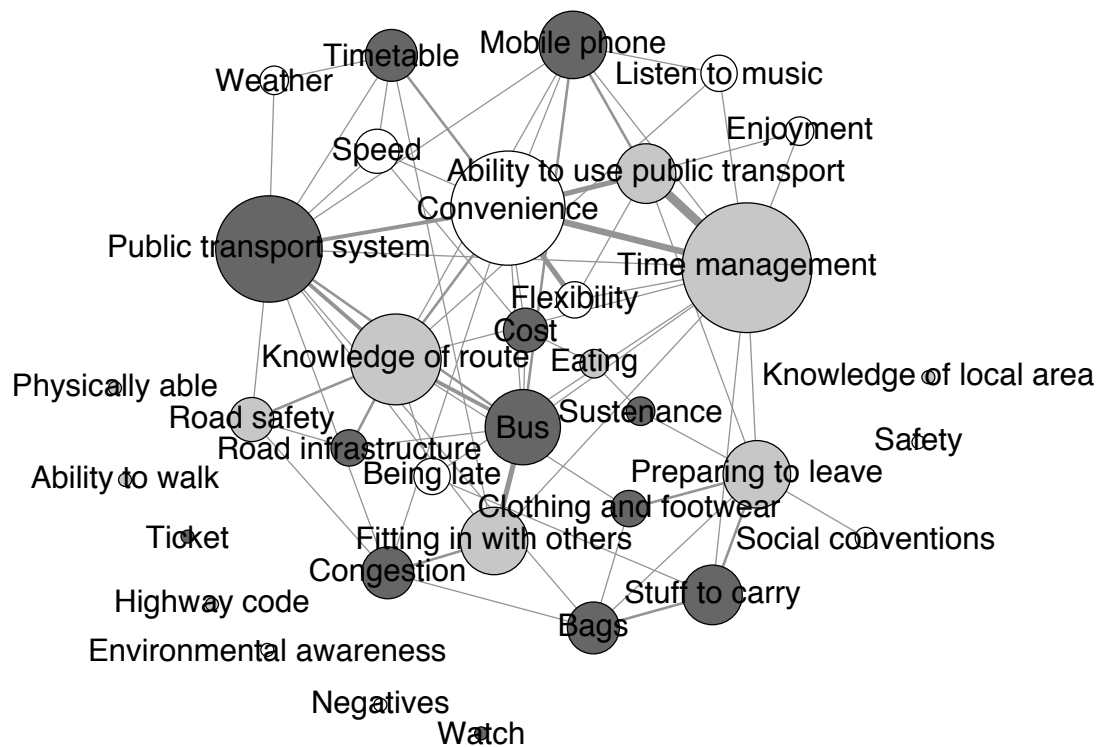 Mobile phone
Timetable
Weather
Listen to music
Enjoyment
Speed
Ability to use public transport
Convenience
Public transport system
Time management
Flexibility
Cost
Knowledge of route
Eating
Knowledge of local area
Physically able
Sustenance
Road safety
Bus
Safety
Road infrastructure
Being late
Preparing to leave
Ability to walk
Clothing and footwear
Ticket
Fitting in with others
Social conventions
Congestion
Stuff to carry
Highway code
Bags
Environmental awareness
Negatives
Watch